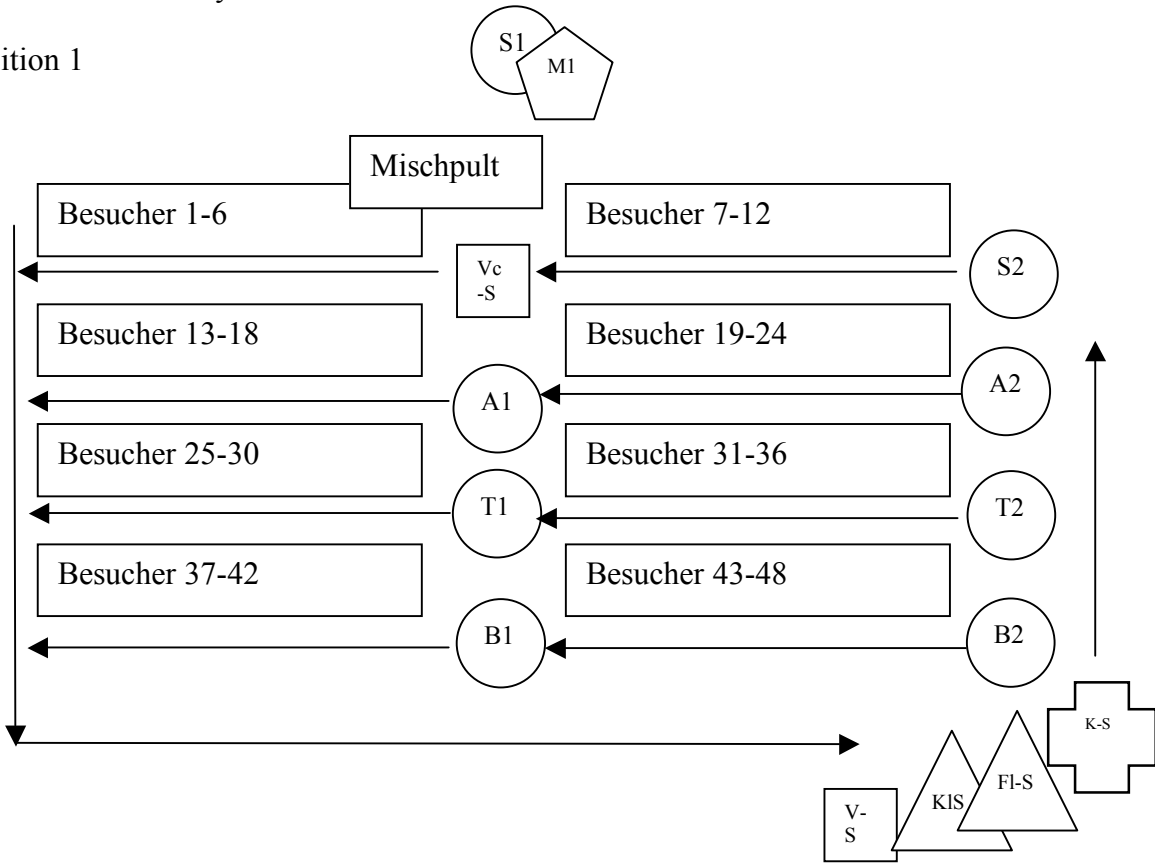 S1
ition 1
M1
Mischpult
Besucher 1-6
Besucher 7-12
Vc
-S
S2
Besucher 13-18
Besucher 19-24
A1
A2
Besucher 25-30
Besucher 31-36
T1
T2
Besucher 37-42
Besucher 43-48
B1
B2
K-S
Fl-S
KlS
V-
S